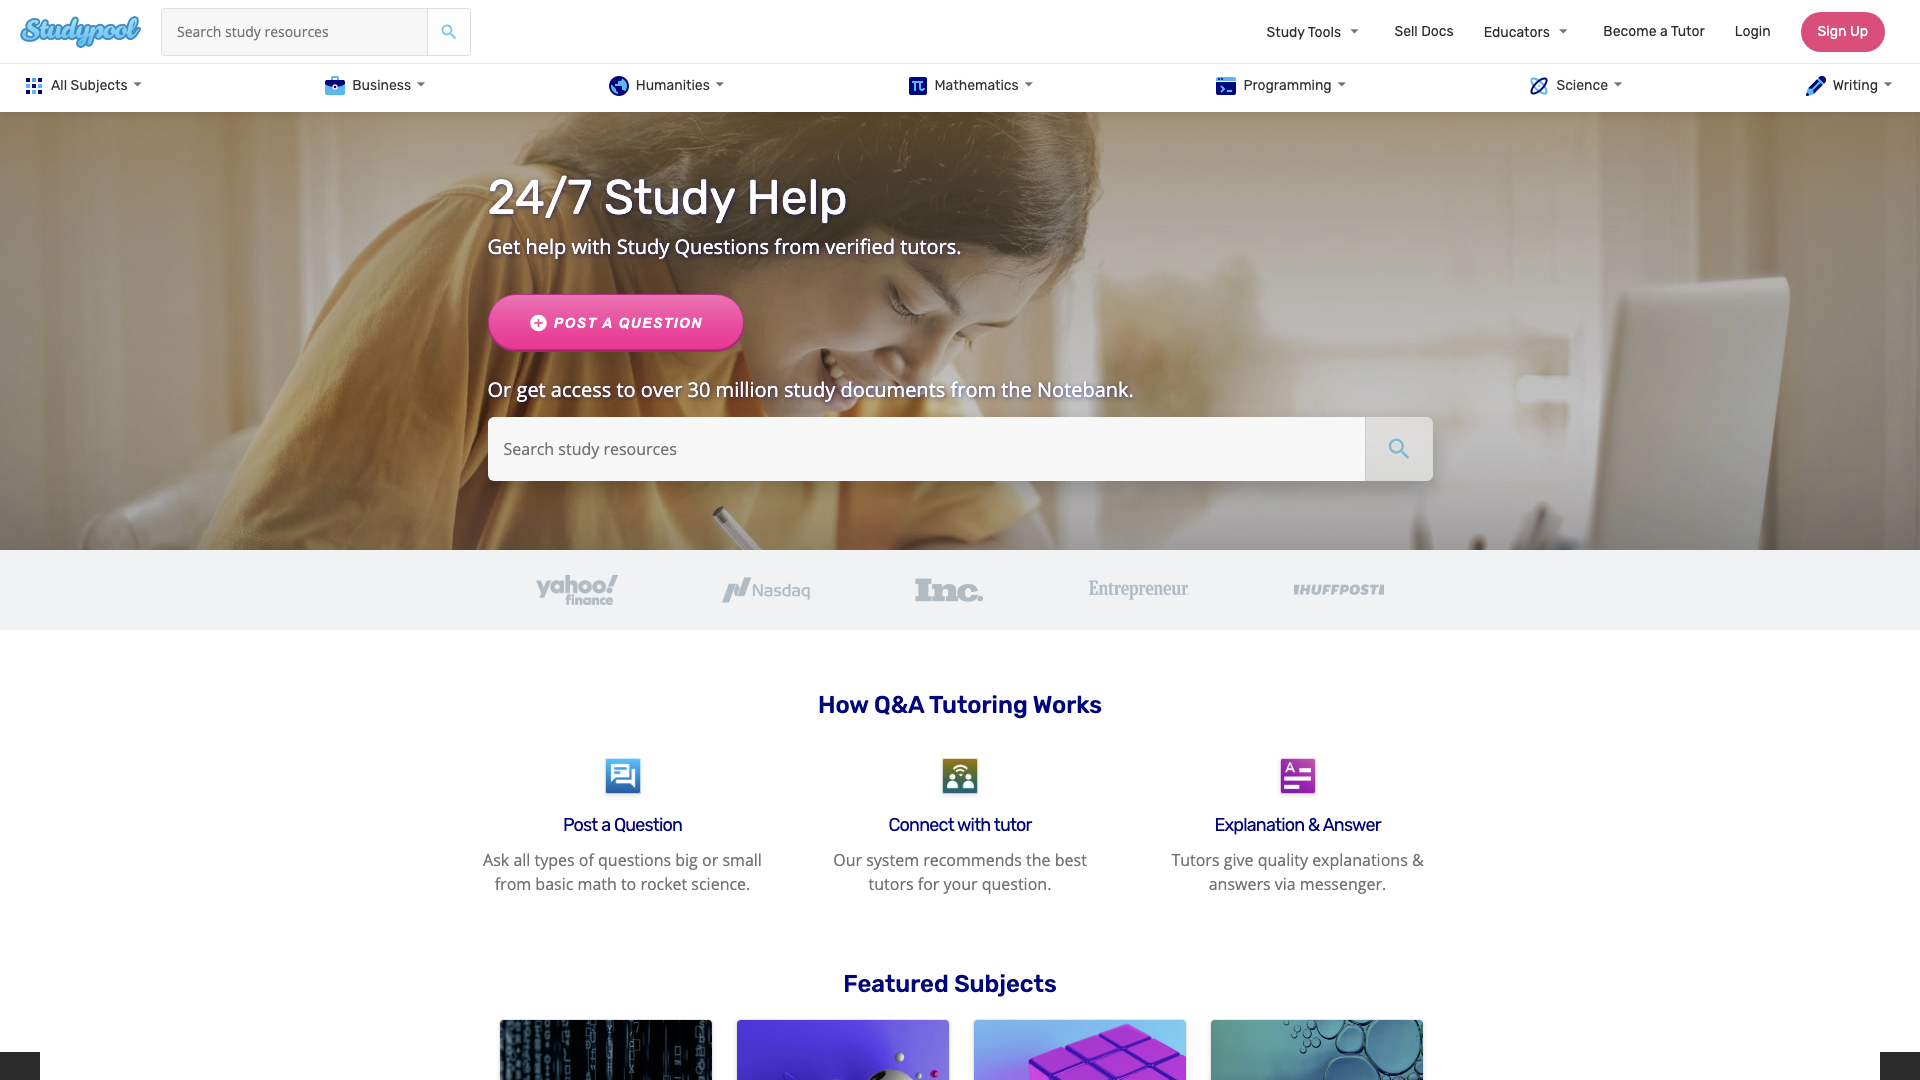 Studypool
Search study resources
Study Tools
Sell Docs
Educators
Become a Tutor
Login
Sign Up
All Subjects
Business
Humanities
Mathematics
Programming
Science
Writing
24/7 Study Help
Get help with Study Questions from verified tutors.
POST A QUESTION
Or get access to over 30 million study documents from the Notebank.
Search study resources
yahoo!
finance
Nasdaq
Inc.
Entrepreneur
HUFFPOST
How Q&A Tutoring Works
Post a Question
Ask all types of questions big or small
from basic math to rocket science.
Connect with tutor
Our system recommends the best
tutors for your question.
Explanation & Answer
Tutors give quality explanations &
answers via messenger.
Featured Subjects